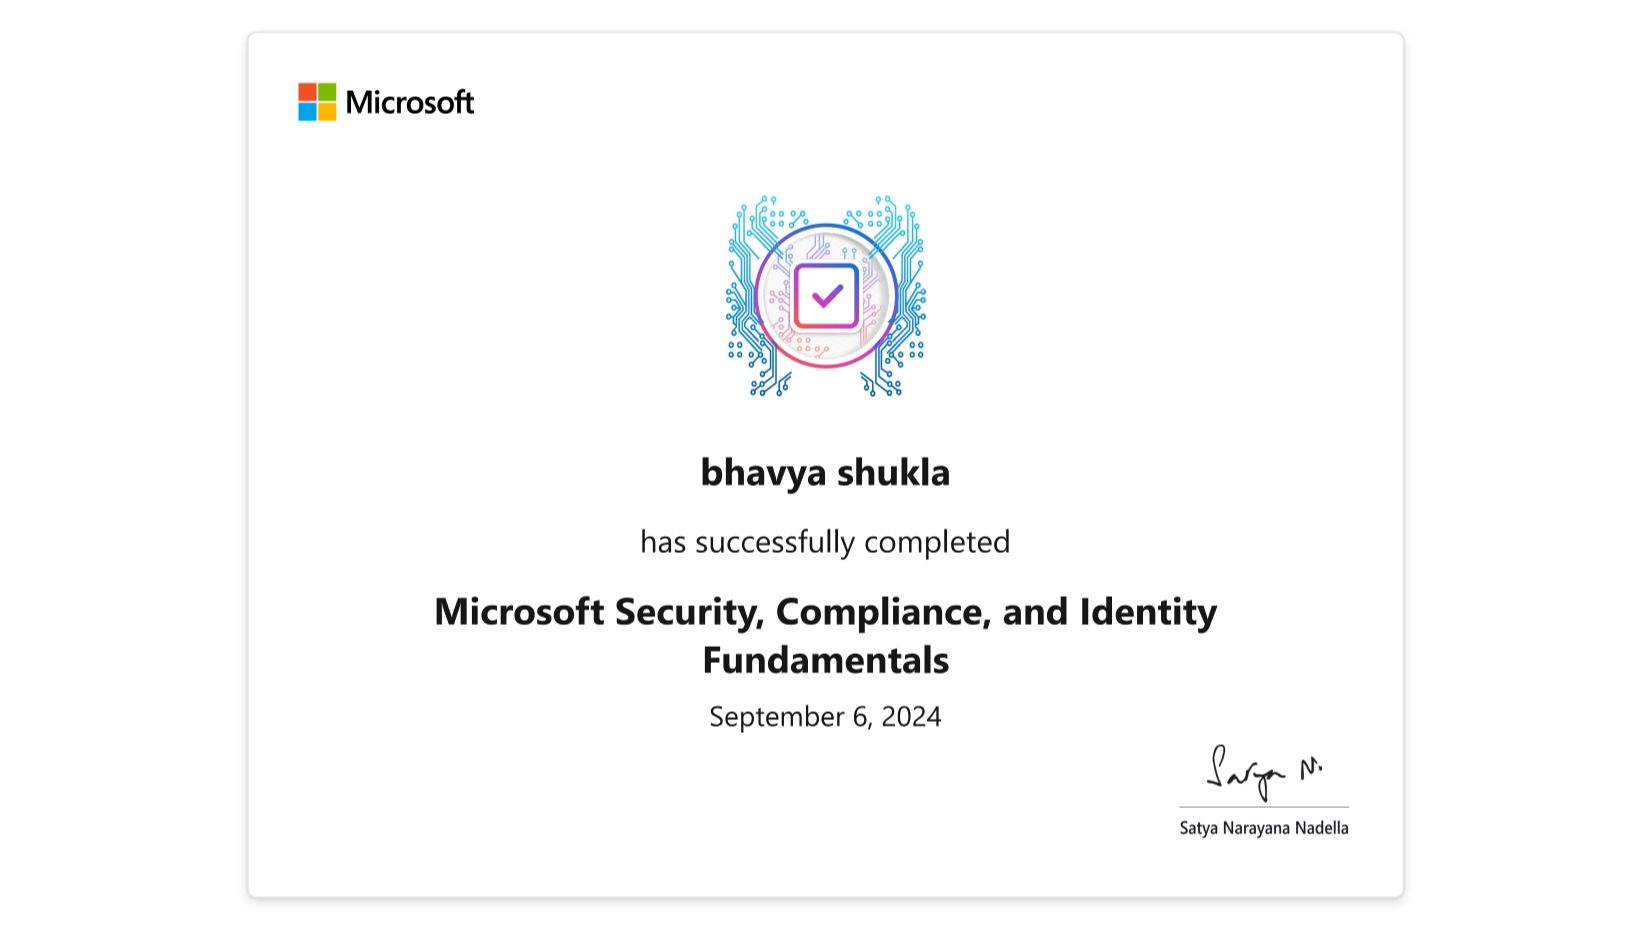 Microsoft
bhavya shukla
has successfully completed
Microsoft Security, Compliance, and Identity
Fundamentals
September 6, 2024
Satya N.
Satya Narayana Nadella